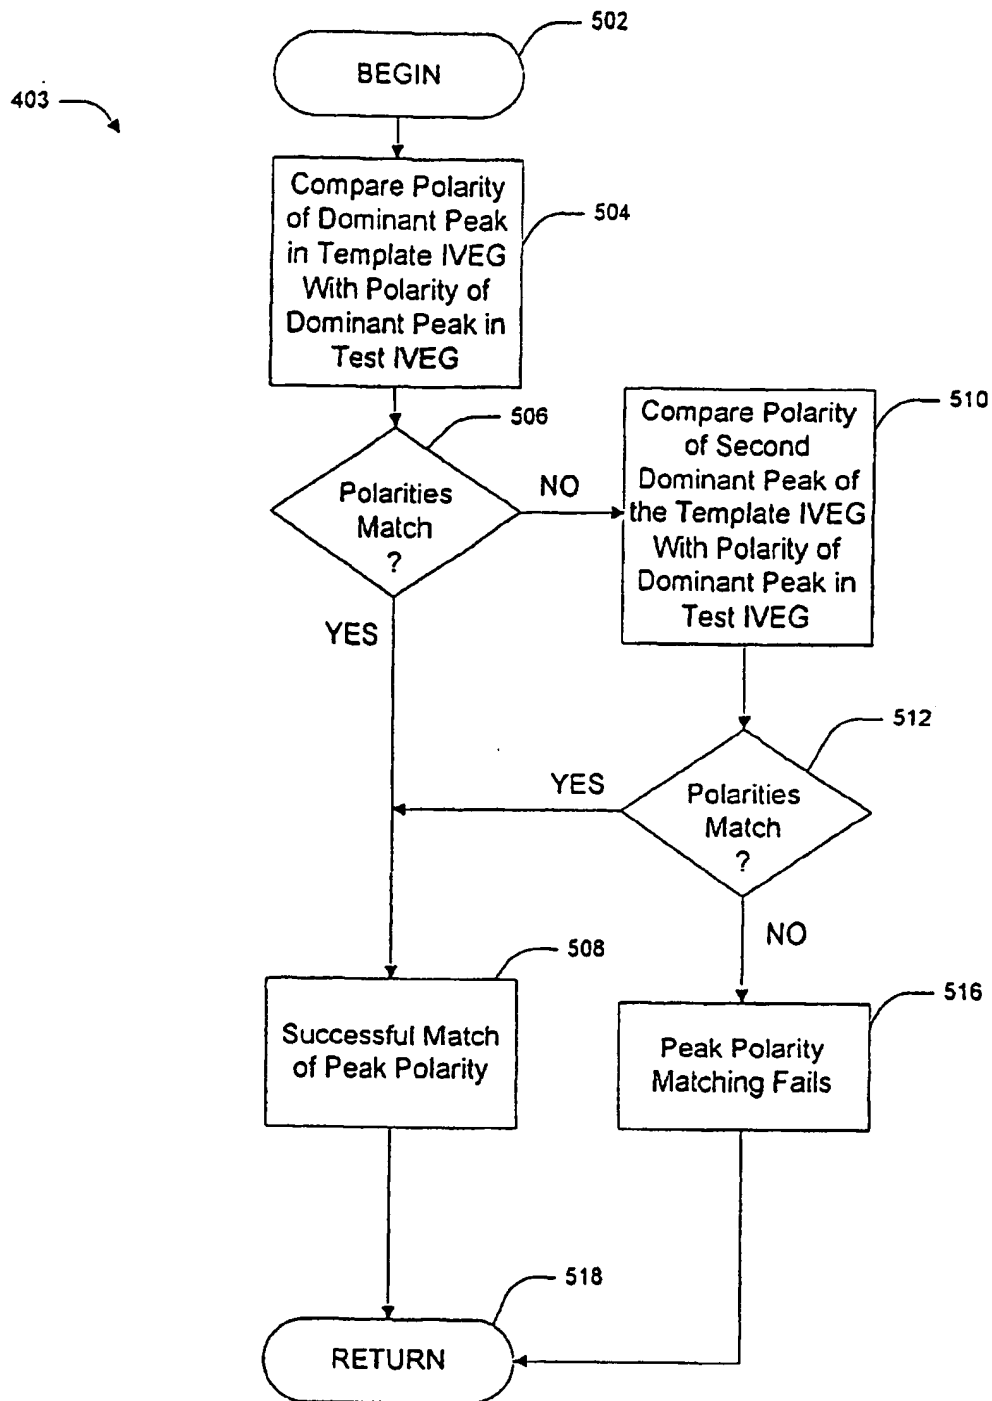 502
BEGIN
403
Compare Polarity
of Dominant Peak
in Template IVEG
With Polarity of
Dominant Peak in
Test IVEG
504
506
Polarities
Match
?
NO
YES
Compare Polarity
of Second
Dominant Peak of
the Template IVEG
With Polarity of
Dominant Peak in
Test IVEG
510
512
Polarities
Match
?
YES
NO
508
Successful Match
of Peak Polarity
516
Peak Polarity
Matching Fails
518
RETURN